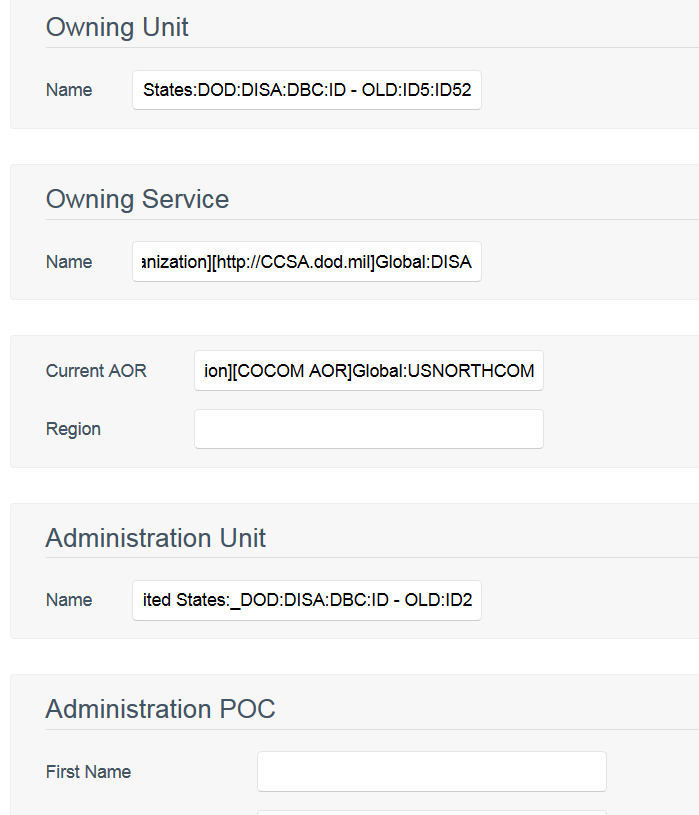 Owning Unit
Name States:DOD:DISA:DBC:ID - OLD:ID5:ID52
Owning Service
Name anization][http://CCSA.dod.mil]Global:DISA
Current AOR ion][COCOM AOR]Global:USNORTHCOM
Region
Administration Unit
Name ited States:_DOD:DISA:DBC:ID - OLD:ID2
Administration POC
First Name